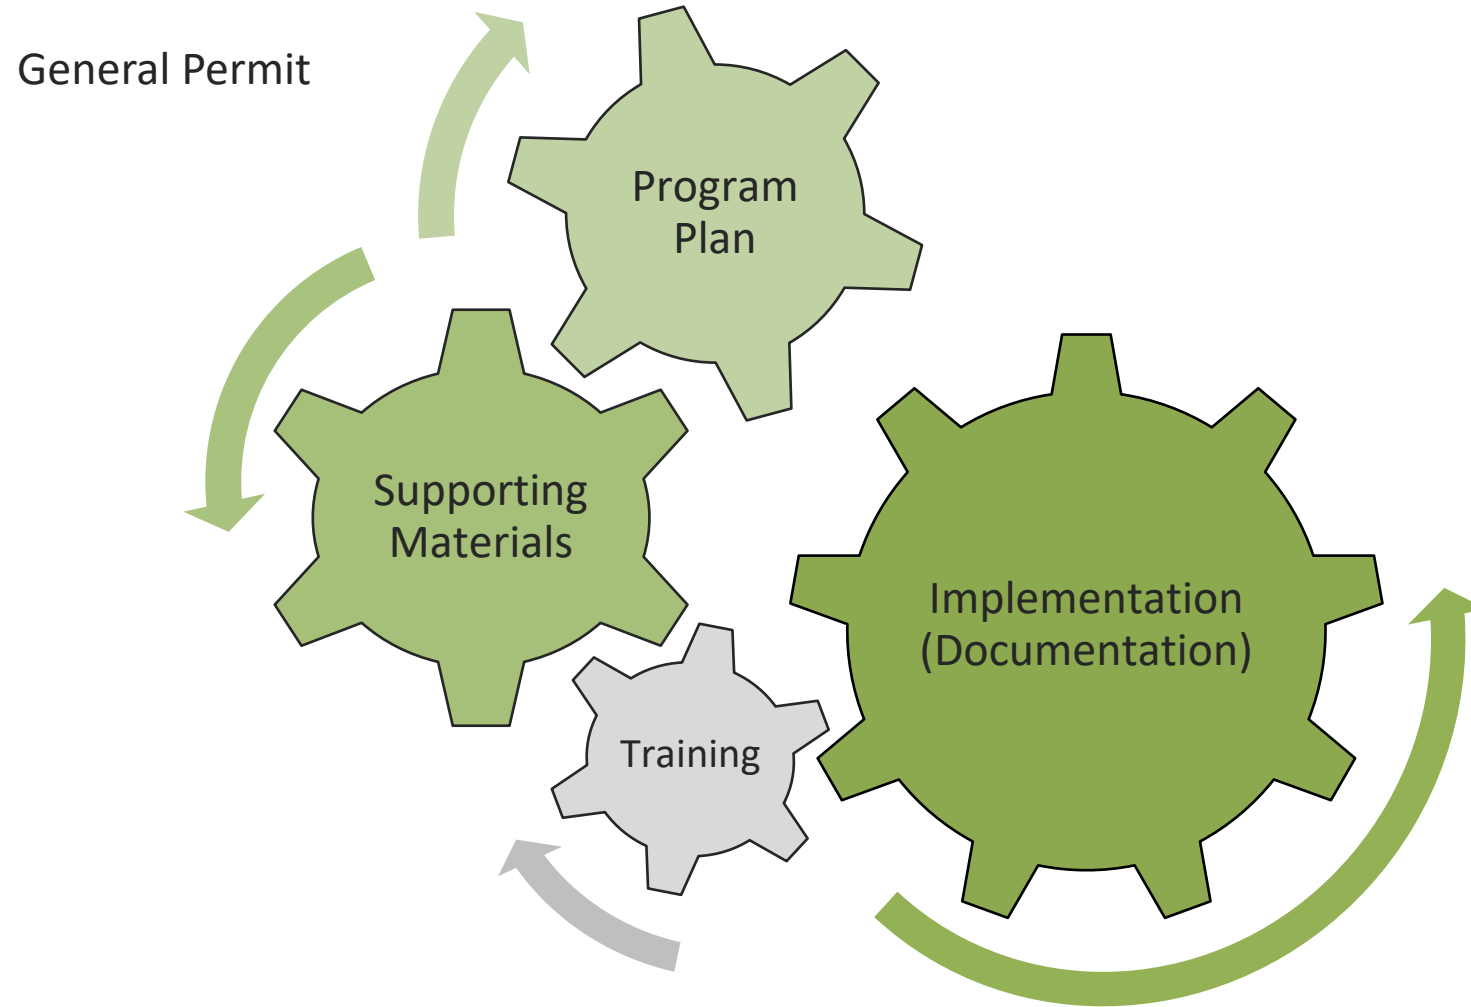 General Permit
Program
Plan
Supporting
Materials
Implementation
(Documentation)
Training